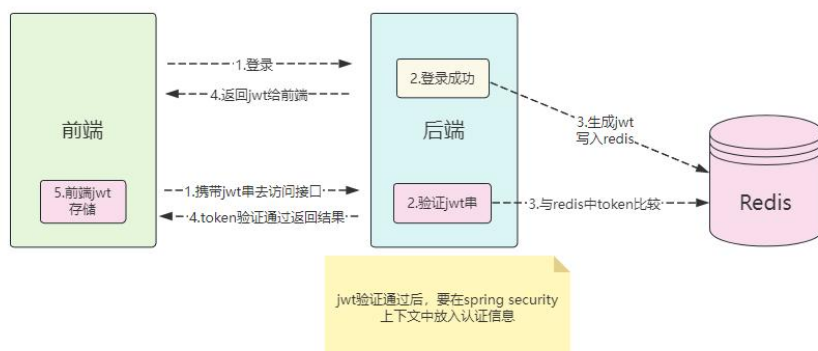 1.登录
2.登录成功
4.返回jwt给前端
3.生成jwt
写入redis
前端
后端
Redis
5.前端jwt
存储
1.携带jwt串去访问接口
2.验证jwt串
3.与redis中token比较
4.token验证通过返回结果
jwt验证通过后，要在spring security
上下文中放入认证信息